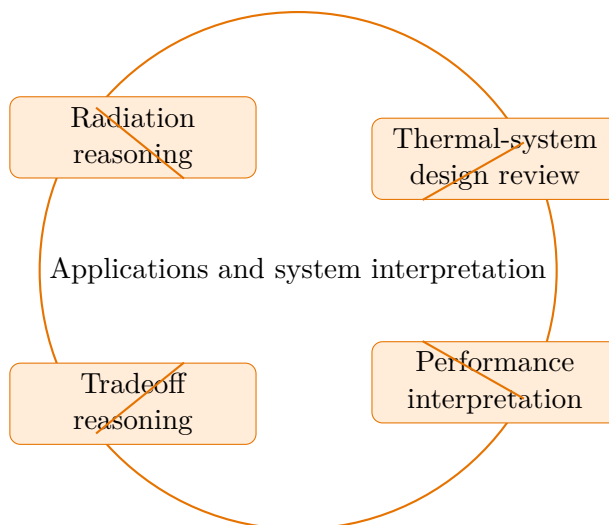 Radiation
reasoning
Thermal-system
design review
Applications and system interpretation
Tradeoff
reasoning
Performance
interpretation